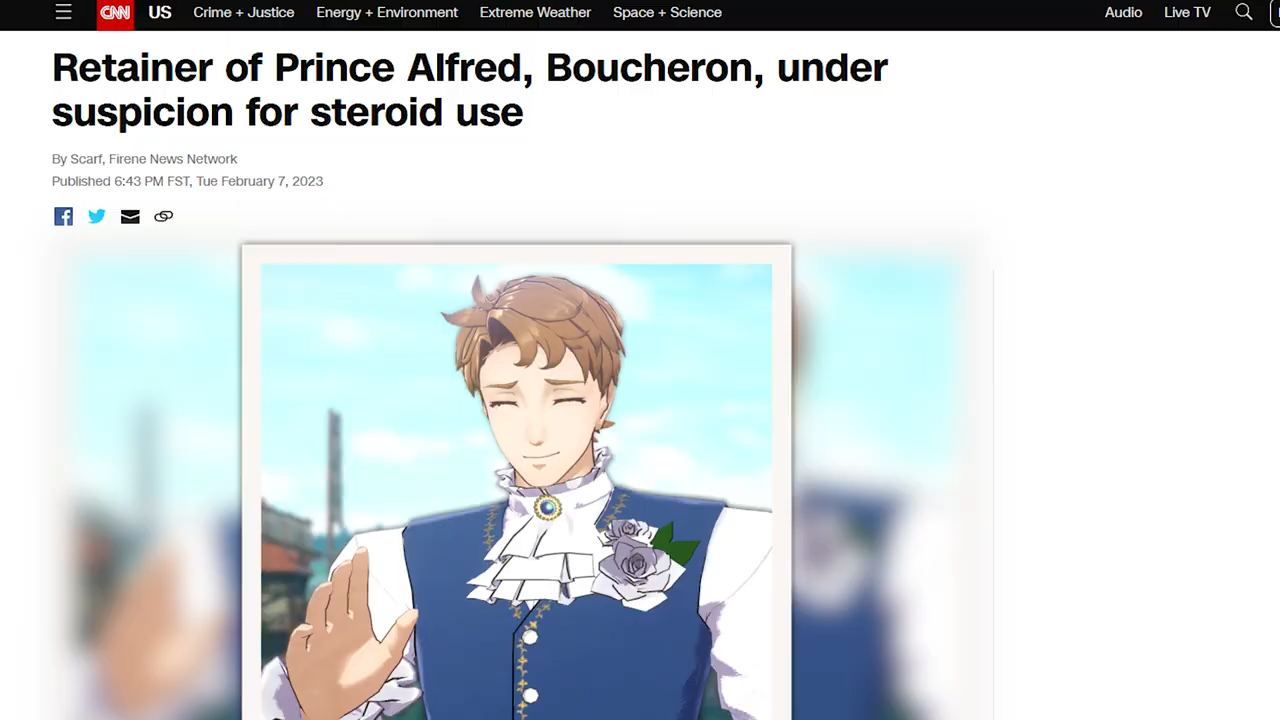 CNN US Crime + Justice Energy + Environment Extreme Weather Space + Science Audio Live TV
Retainer of Prince Alfred, Boucheron, under
suspicion for steroid use
By Scarf, Firene News Network
Published 6:43 PM FST, Tue February 7, 2023